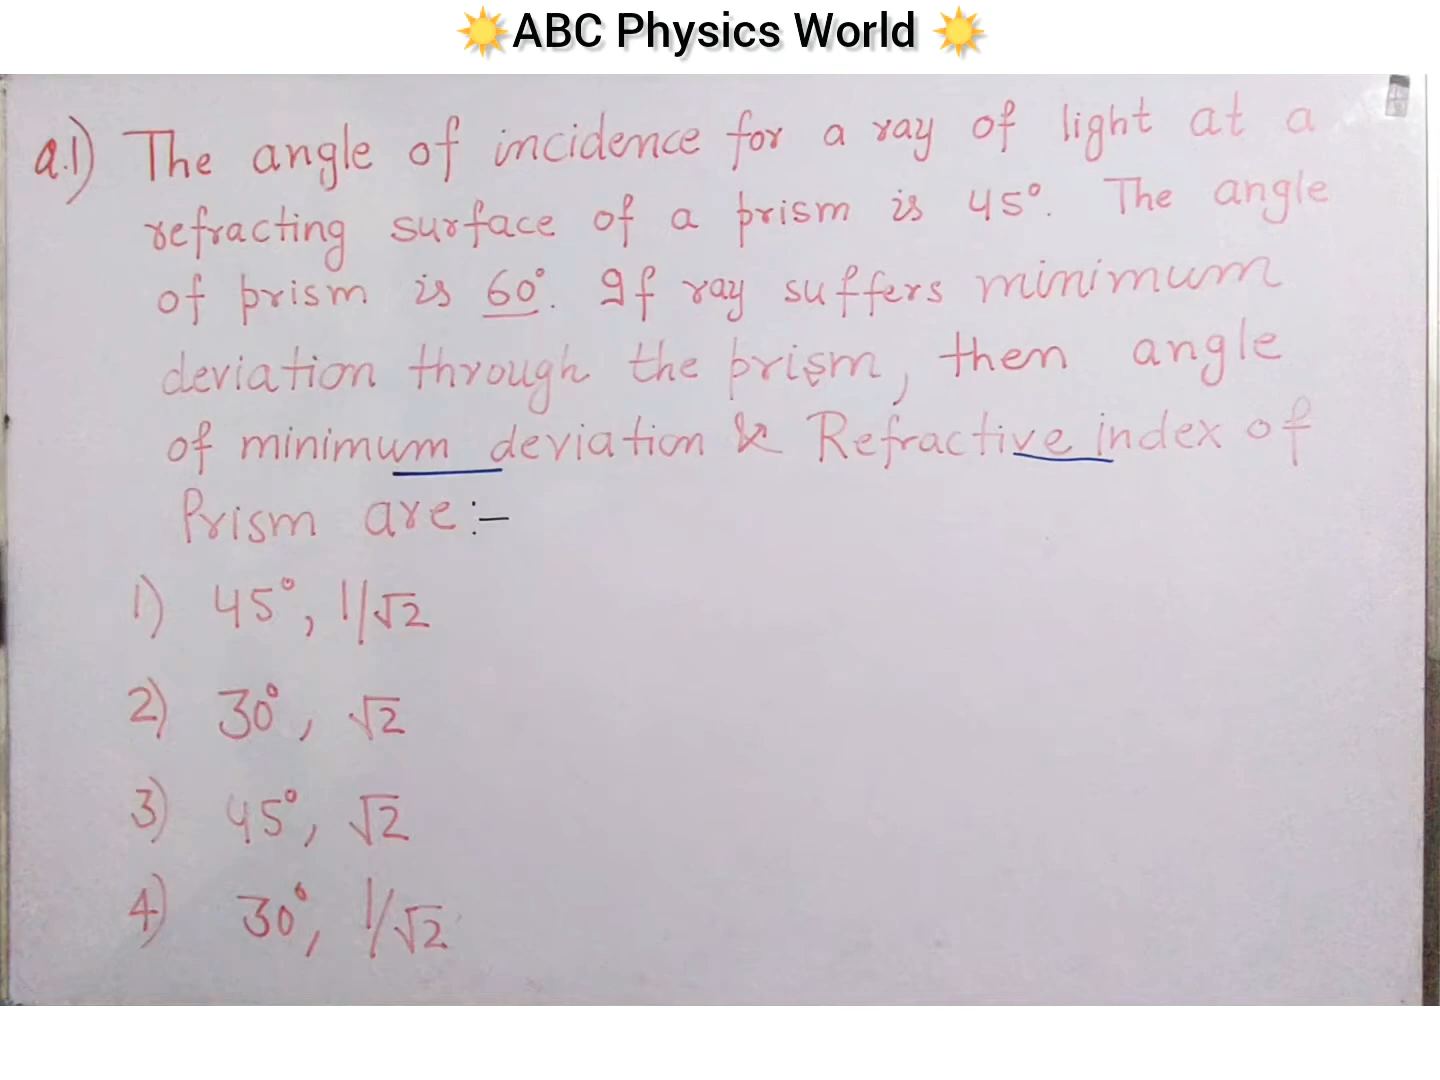 ☀️ABC Physics World ☀️
Q.1) The angle of incidence for a ray of light at a
refracting surface of a prism is 45°. The angle
of prism is 60°. If ray suffers minimum
deviation through the prism, then angle
of minimum deviation & Refractive index of
Prism are:-
1) 45°, 1/√2
2) 30°, √2
3) 45°, √2
4) 30°, 1/√2